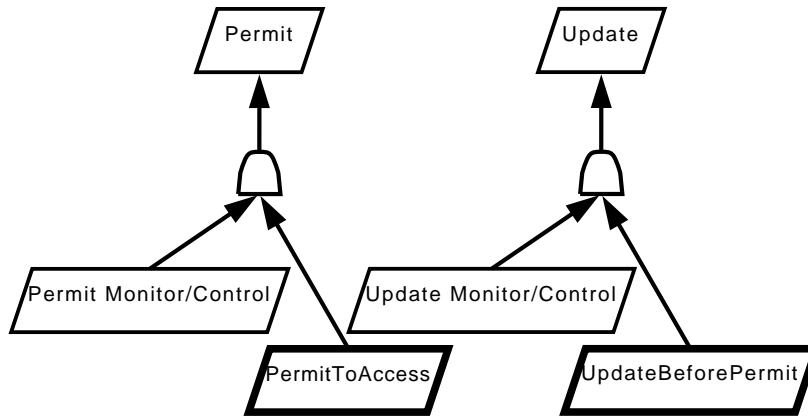 Permit
Update
Permit Monitor/Control
Update Monitor/Control
PermitToAccess
UpdateBeforePermit